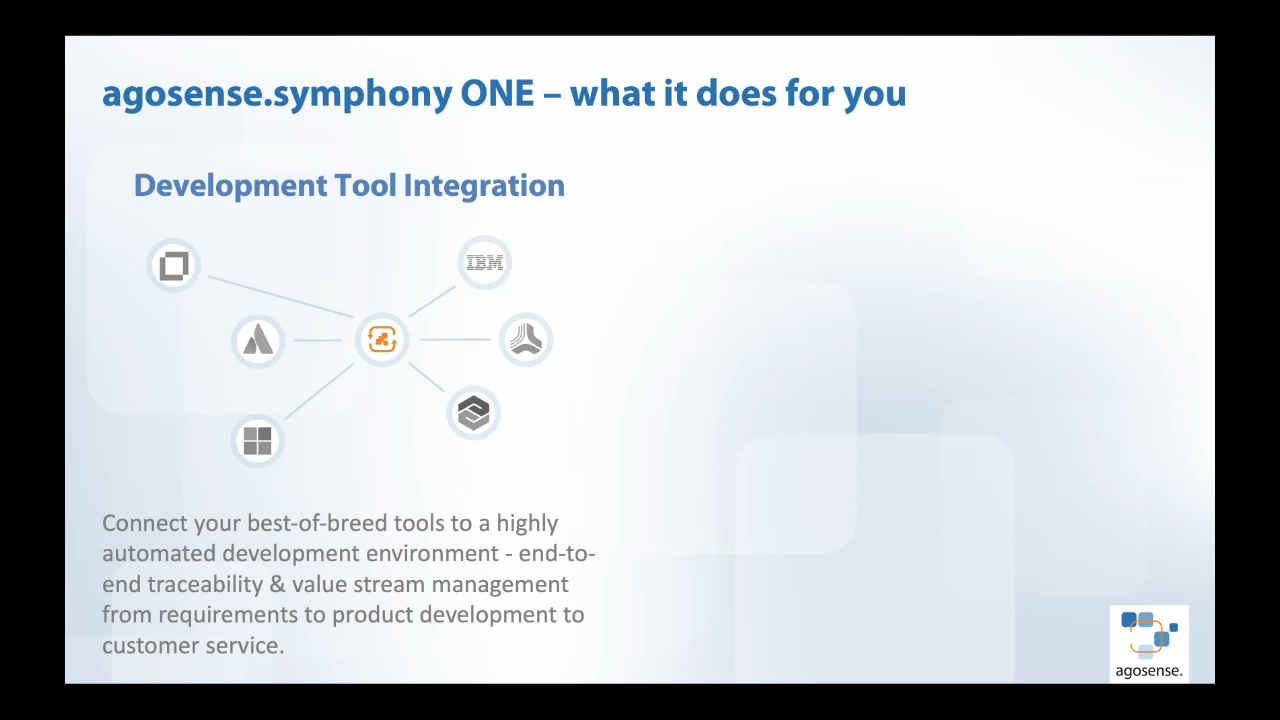 agosense.symphony ONE – what it does for you
Development Tool Integration
IBM
Connect your best-of-breed tools to a highly
automated development environment - end-to-
end traceability & value stream management
from requirements to product development to
customer service.
agosense.